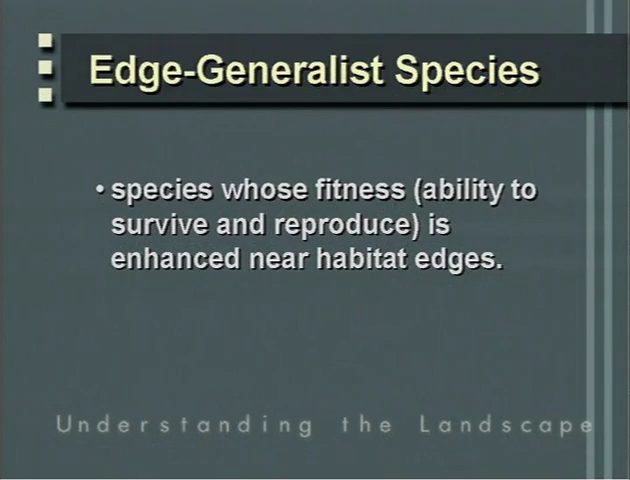 Edge-Generalist Species
• species whose fitness (ability to
survive and reproduce) is
enhanced near habitat edges.
Understanding the Landscape